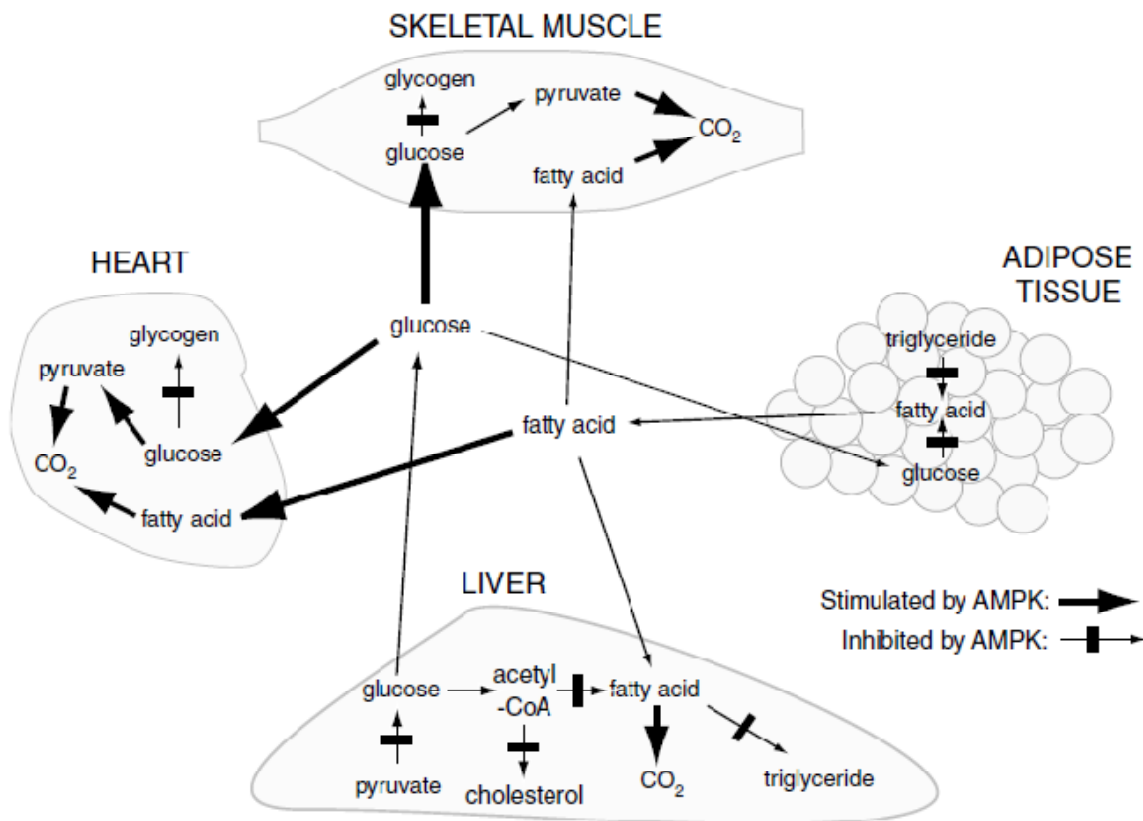 SKELETAL MUSCLE
glycogen
pyruvate
CO₂
glucose
fatty acid
HEART
glycogen
pyruvate
glucose
CO₂
fatty acid
glucose
fatty acid
ADIPOSE
TISSUE
triglyceride
fatty acid
glucose
LIVER
glucose
acetyl
-CoA
fatty acid
pyruvate
cholesterol
CO₂
triglyceride
Stimulated by AMPK:
Inhibited by AMPK: